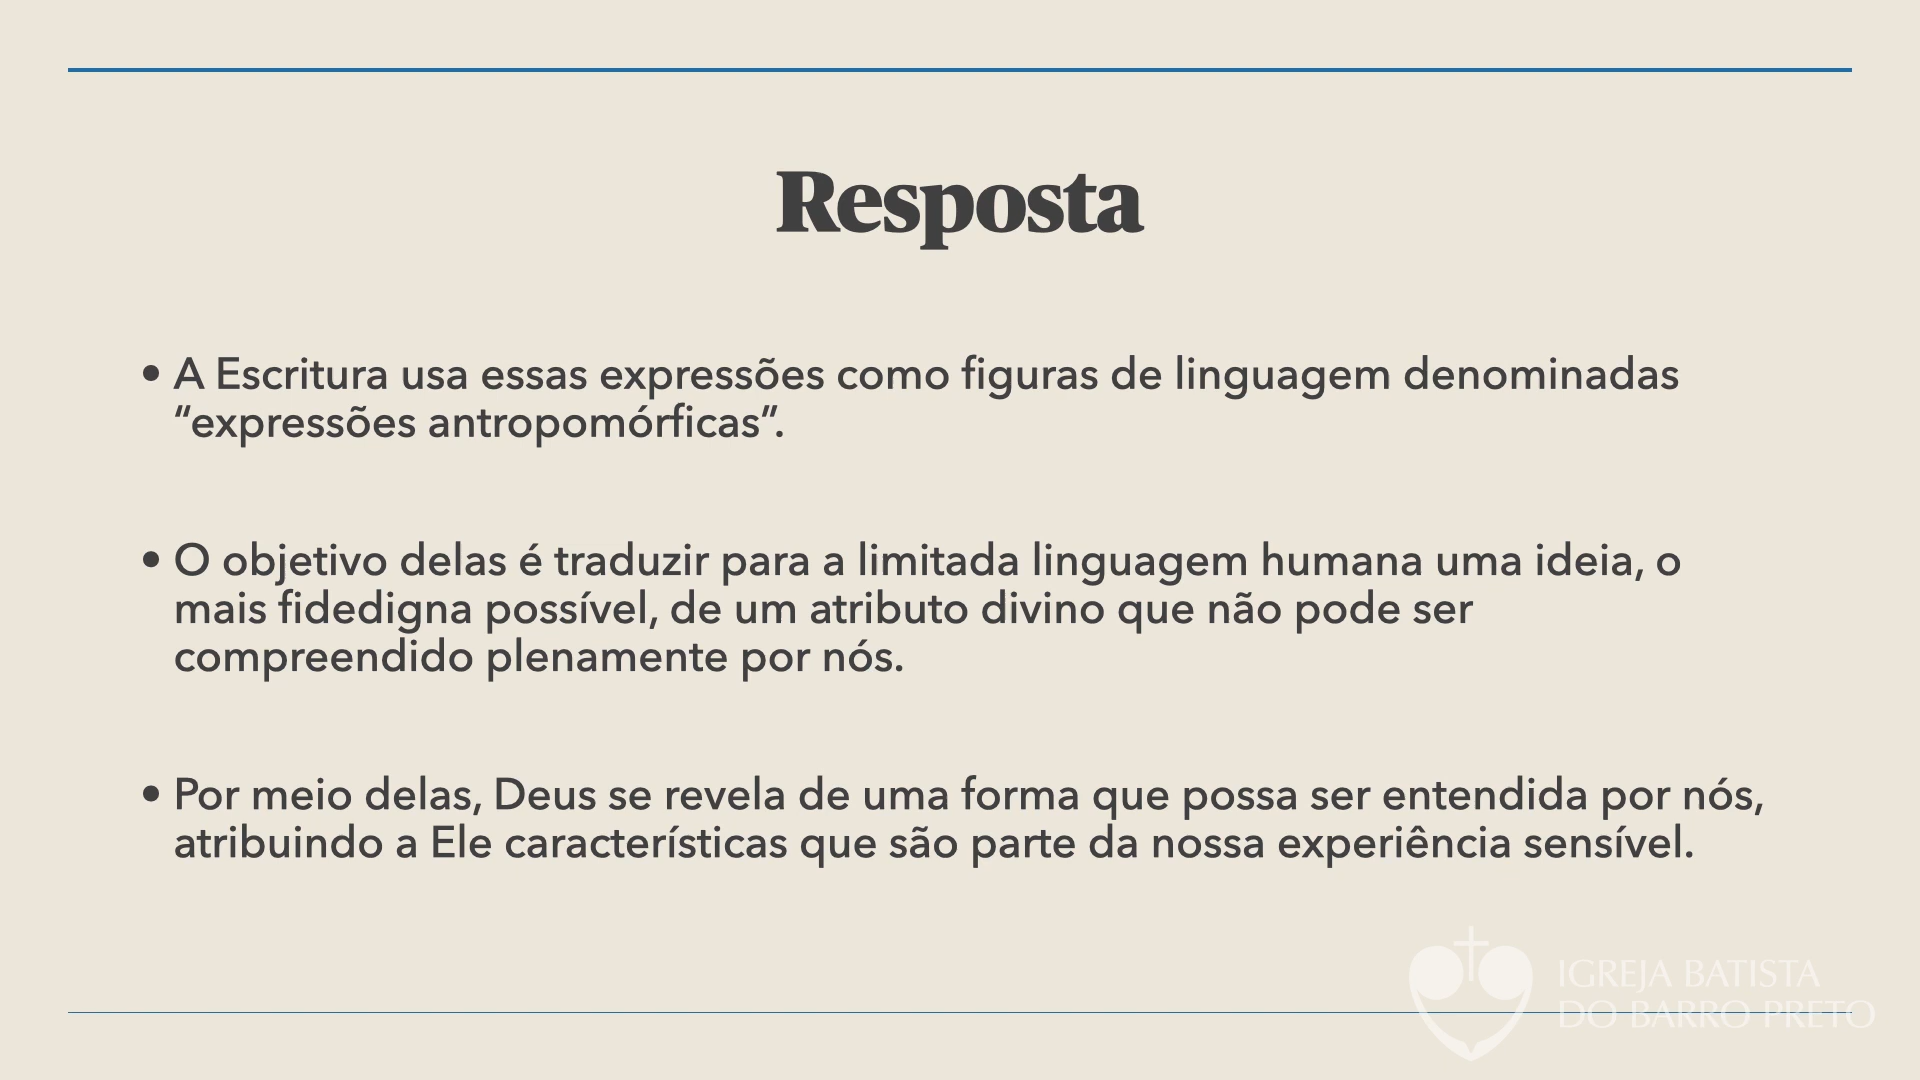 Resposta
• A Escritura usa essas expressões como figuras de linguagem denominadas
“expressões antropomórficas”.
• O objetivo delas é traduzir para a limitada linguagem humana uma ideia, o
mais fidedigna possível, de um atributo divino que não pode ser
compreendido plenamente por nós.
• Por meio delas, Deus se revela de uma forma que possa ser entendida por nós,
atribuindo a Ele características que são parte da nossa experiência sensível.
IGREJA BATISTA
DO BARRO PRETO